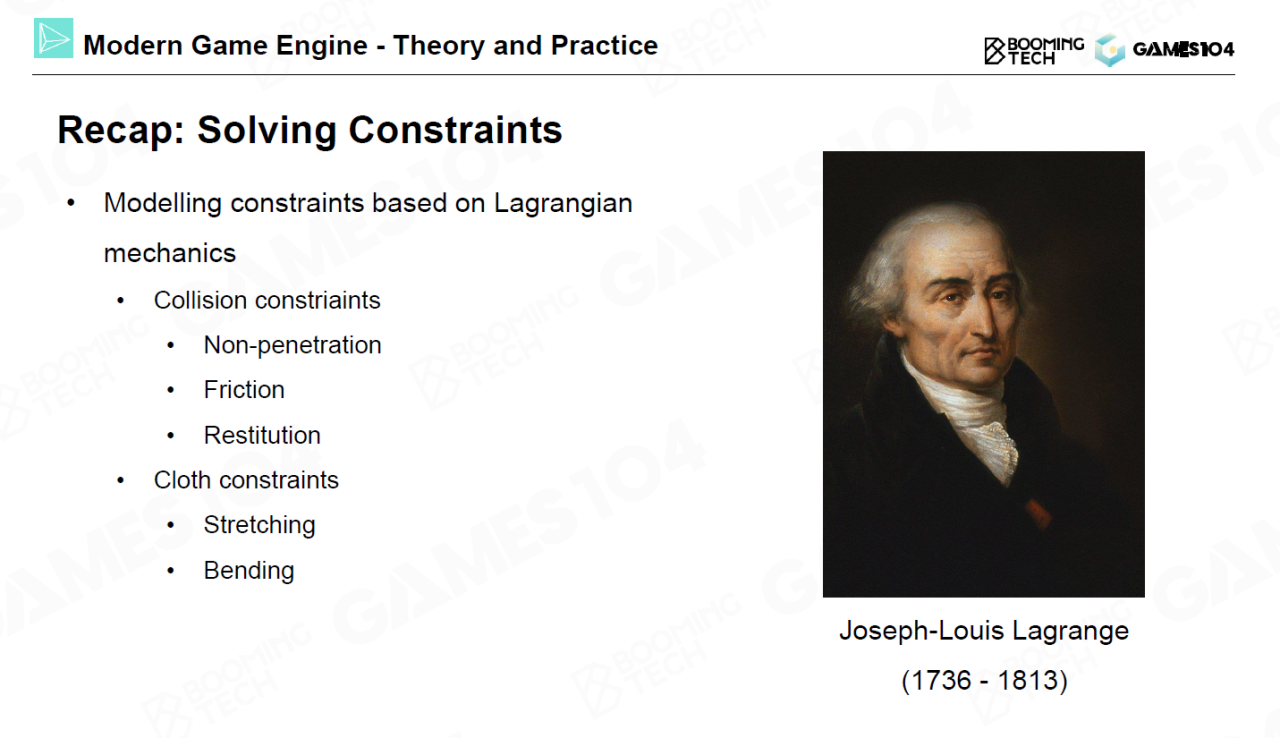 Modern Game Engine - Theory and Practice
BOOMING
TECH
GAMES104
Recap: Solving Constraints
• Modelling constraints based on Lagrangian
mechanics
• Collision constriaints
• Non-penetration
• Friction
• Restitution
• Cloth constraints
• Stretching
• Bending
Joseph-Louis Lagrange
(1736 - 1813)